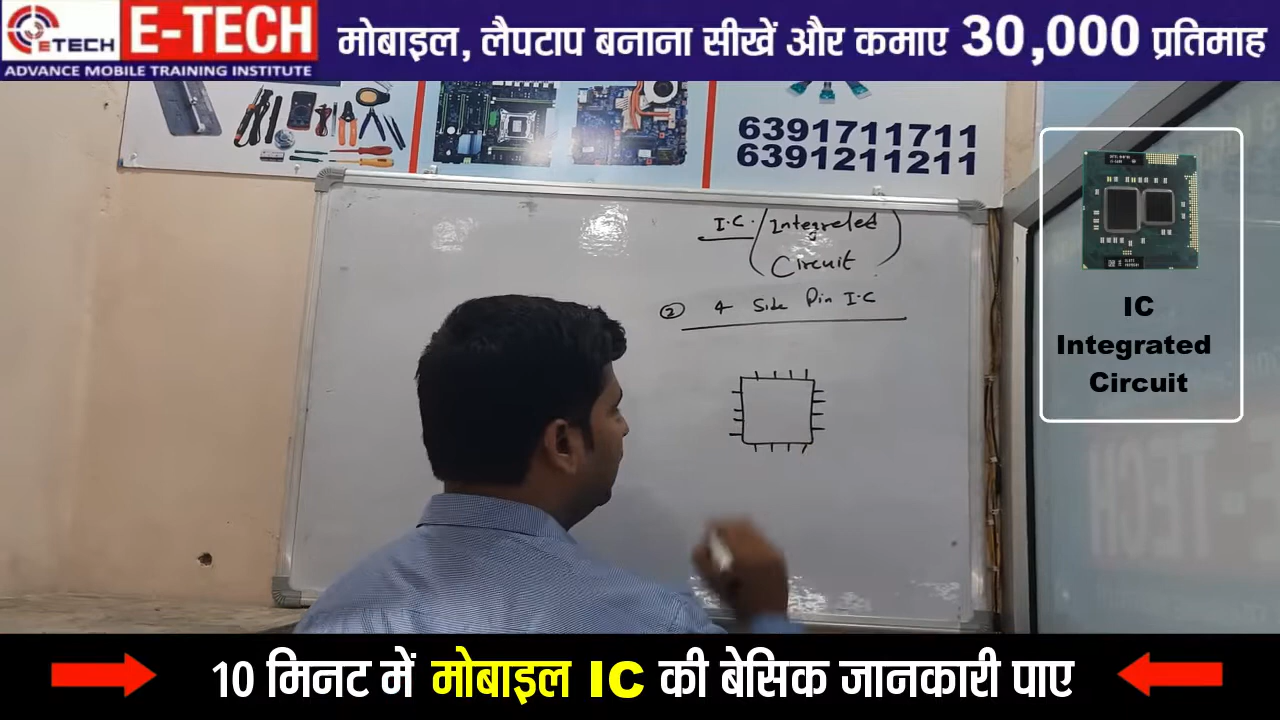 ETECH
E-TECH
ADVANCE MOBILE TRAINING INSTITUTE
मोबाइल, लैपटाप बनाना सीखें और कमाए 30,000 प्रतिमाह
6391711711
6391211211
I.C. (Integreted
Circuit)
② 4 Side Pin I.C
IC
Integrated
Circuit
E-TECH
10 मिनट में मोबाइल IC की बेसिक जानकारी पाए